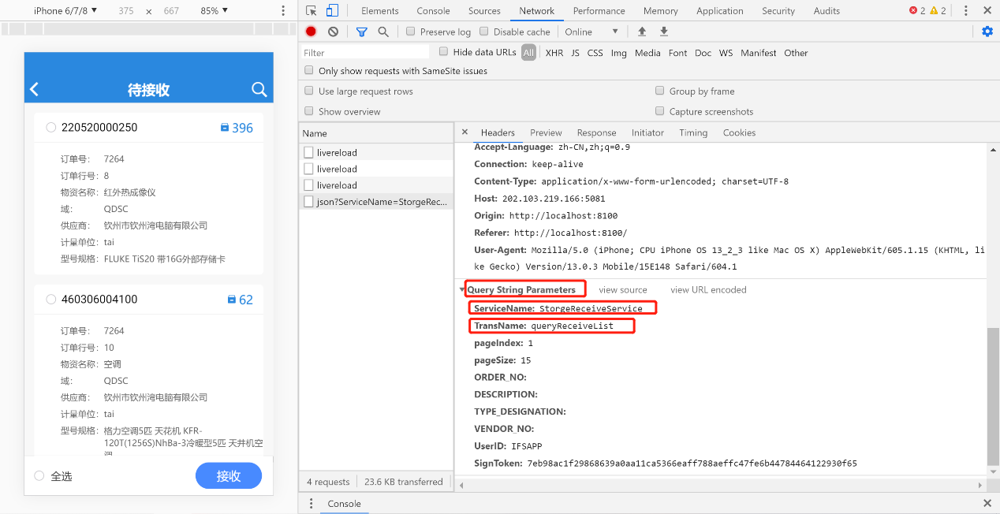 iPhone 6/7/8 ▼ 375 × 667 85% ▼
Elements Console Sources Network Performance Memory Application Security Audits 2 2
Preserve log Disable cache Online ▼
Filter Hide data URLs All XHR JS CSS Img Media Font Doc WS Manifest Other
Only show requests with SameSite issues
Use large request rows Group by frame
Show overview Capture screenshots
待接收
220520000250 396
订单号: 7264
订单行号: 8
物资名称: 红外热成像仪
域: QDSC
供应商: 钦州市钦州湾电脑有限公司
计量单位: tai
型号规格: FLUKE TiS20 带16G外部存储卡
460306004100 62
订单号: 7264
订单行号: 10
物资名称: 空调
域: QDSC
供应商: 钦州市钦州湾电脑有限公司
计量单位: tai
型号规格: 格力空调5匹 天花机 KFR-
120T(1256S)NhBa-3冷暖型5匹 天井机空
调
全选 接收
Name
livereload
livereload
livereload
json?ServiceName=StorgeRec...
4 requests 23.6 KB transferred
× Headers Preview Response Initiator Timing Cookies
Accept-Language: zh-CN,zh;q=0.9
Connection: keep-alive
Content-Type: application/x-www-form-urlencoded; charset=UTF-8
Host: 202.103.219.166:5081
Origin: http://localhost:8100
Referer: http://localhost:8100/
User-Agent: Mozilla/5.0 (iPhone; CPU iPhone OS 13_2_3 like Mac OS X) AppleWebKit/605.1.15 (KHTML, li
ke Gecko) Version/13.0.3 Mobile/15E148 Safari/604.1
Query String Parameters view source view URL encoded
ServiceName: StorgeReceiveService
TransName: queryReceiveList
pageIndex: 1
pageSize: 15
ORDER_NO:
DESCRIPTION:
TYPE_DESIGNATION:
VENDOR_NO:
UserID: IFSAPP
SignToken: 7eb98ac1f29868639a0aa11ca5366eaff788aeffc47fe6b44784464122930f65
Console